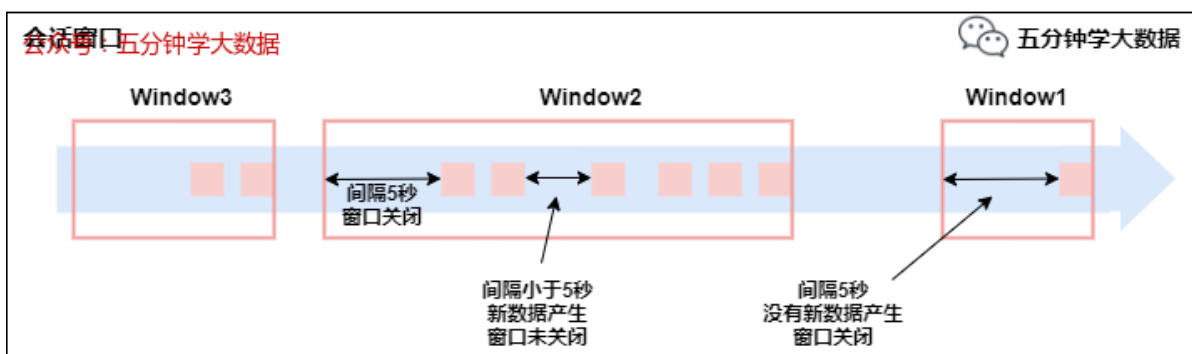 会话窗口
公众号:五分钟学大数据
五分钟学大数据
Window3
Window2
Window1
间隔5秒
窗口关闭
间隔小于5秒
新数据产生
窗口未关闭
间隔5秒
没有新数据产生
窗口关闭